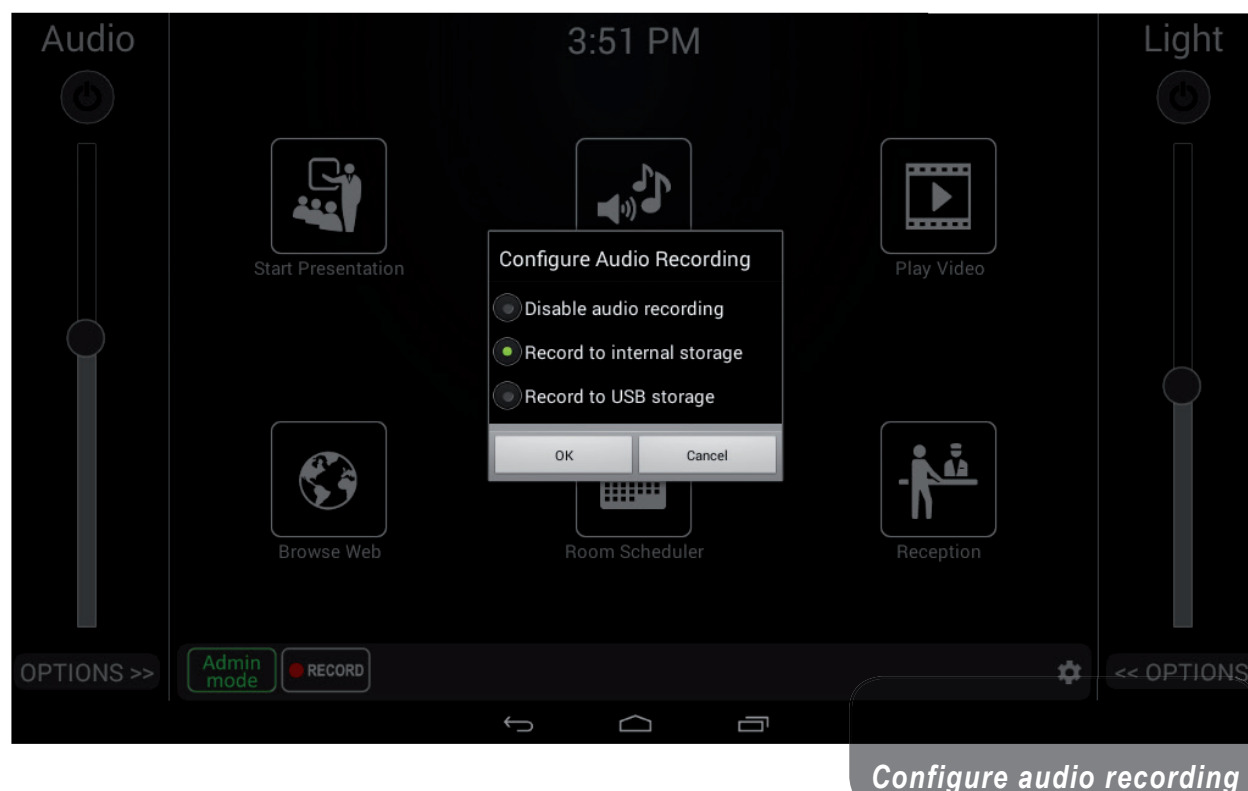 Audio
3:51 PM
Light
Start Presentation
Play Video
Configure Audio Recording
Disable audio recording
Record to internal storage
Record to USB storage
OK
Cancel
Browse Web
Room Scheduler
Reception
OPTIONS >>
Admin
mode
RECORD
<< OPTIONS
Configure audio recording